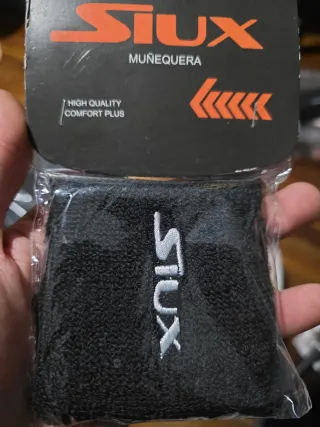 SIUX
MUÑEQUERA
HIGH QUALITY
COMFORT PLUS
SIUX